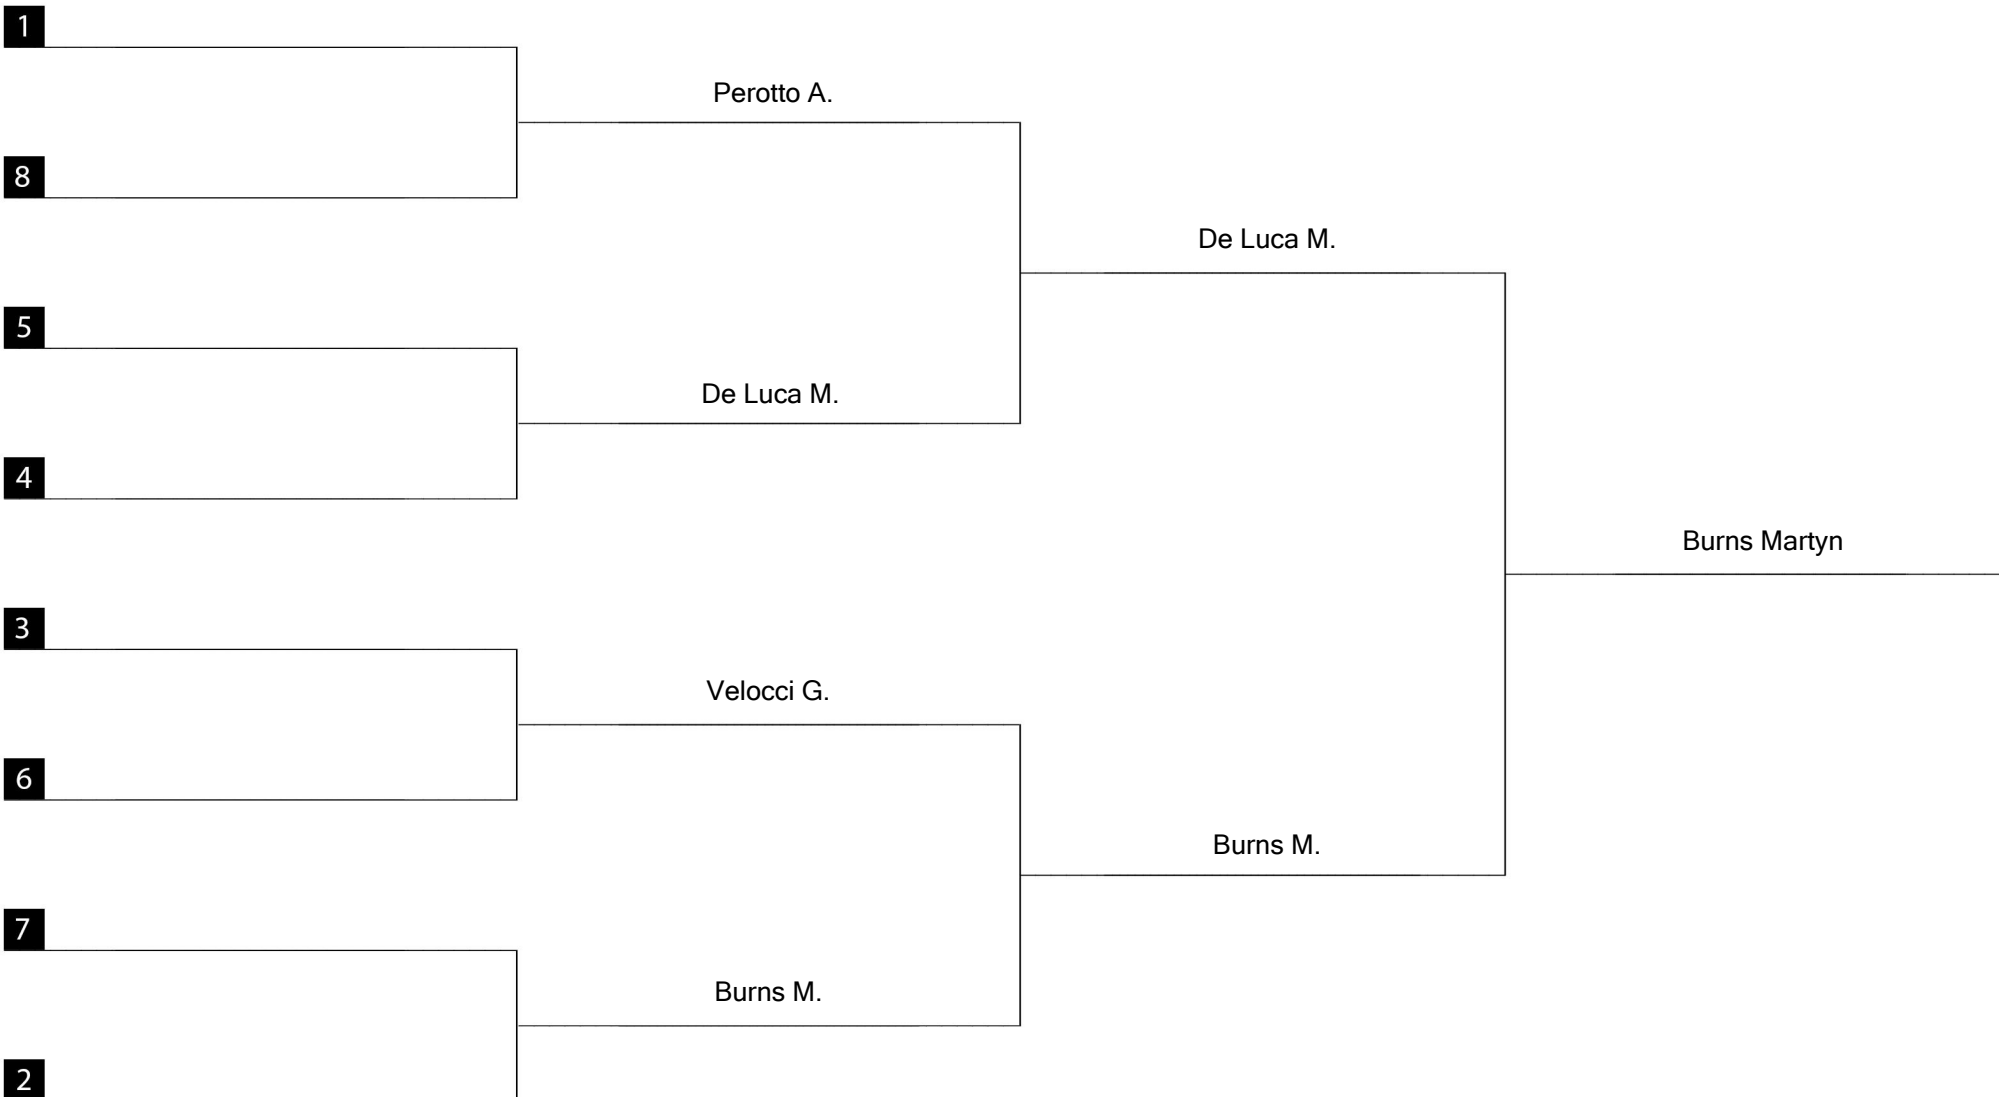 1
Perotto A.
8
De Luca M.
5
De Luca M.
4
Burns Martyn
3
Velocci G.
6
Burns M.
7
Burns M.
2